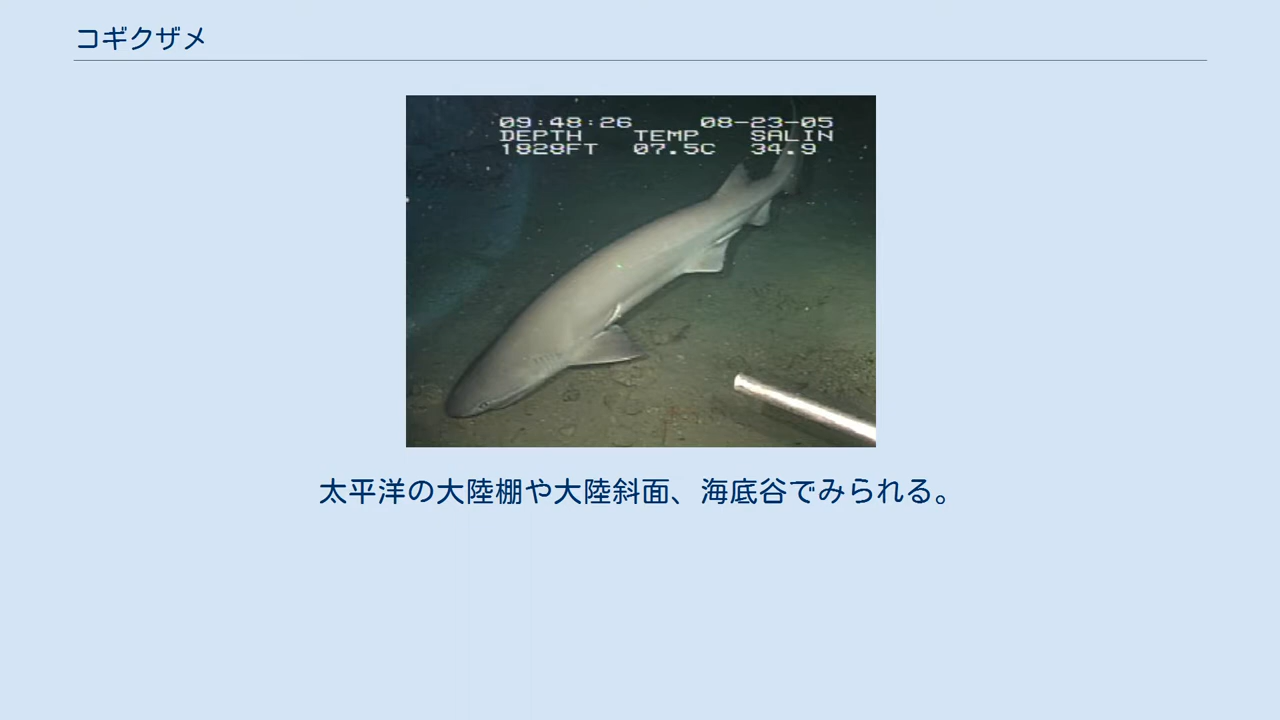 コギクザメ
09:48:26 08-23-05
DEPTH TEMP SALIN
1828FT 07.5C 34.9
太平洋の大陸棚や大陸斜面、海底谷でみられる。